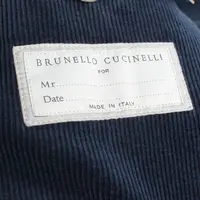 BRUNELLO CUCINELLI
FOR
Mr.
Date
MADE IN ITALY